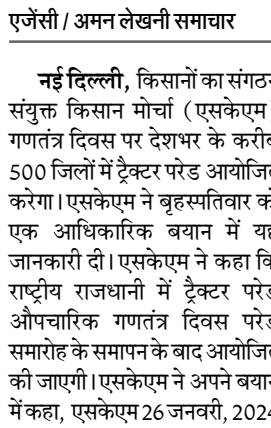 एजेंसी / अमन लेखनी समाचार
नई दिल्ली, किसानों का संगठन
संयुक्त किसान मोर्चा (एसकेएम
गणतंत्र दिवस पर देशभर के करीब
500 जिलों में ट्रैक्टर परेड आयोजित
करेगा। एसकेएम ने बृहस्पतिवार को
एक आधिकारिक बयान में यह
जानकारी दी। एसकेएम ने कहा कि
राष्ट्रीय राजधानी में ट्रैक्टर परेड
औपचारिक गणतंत्र दिवस परेड
समारोह के समापन के बाद आयोजित
की जाएगी। एसकेएम ने अपने बयान
में कहा, एसकेएम 26 जनवरी, 2024